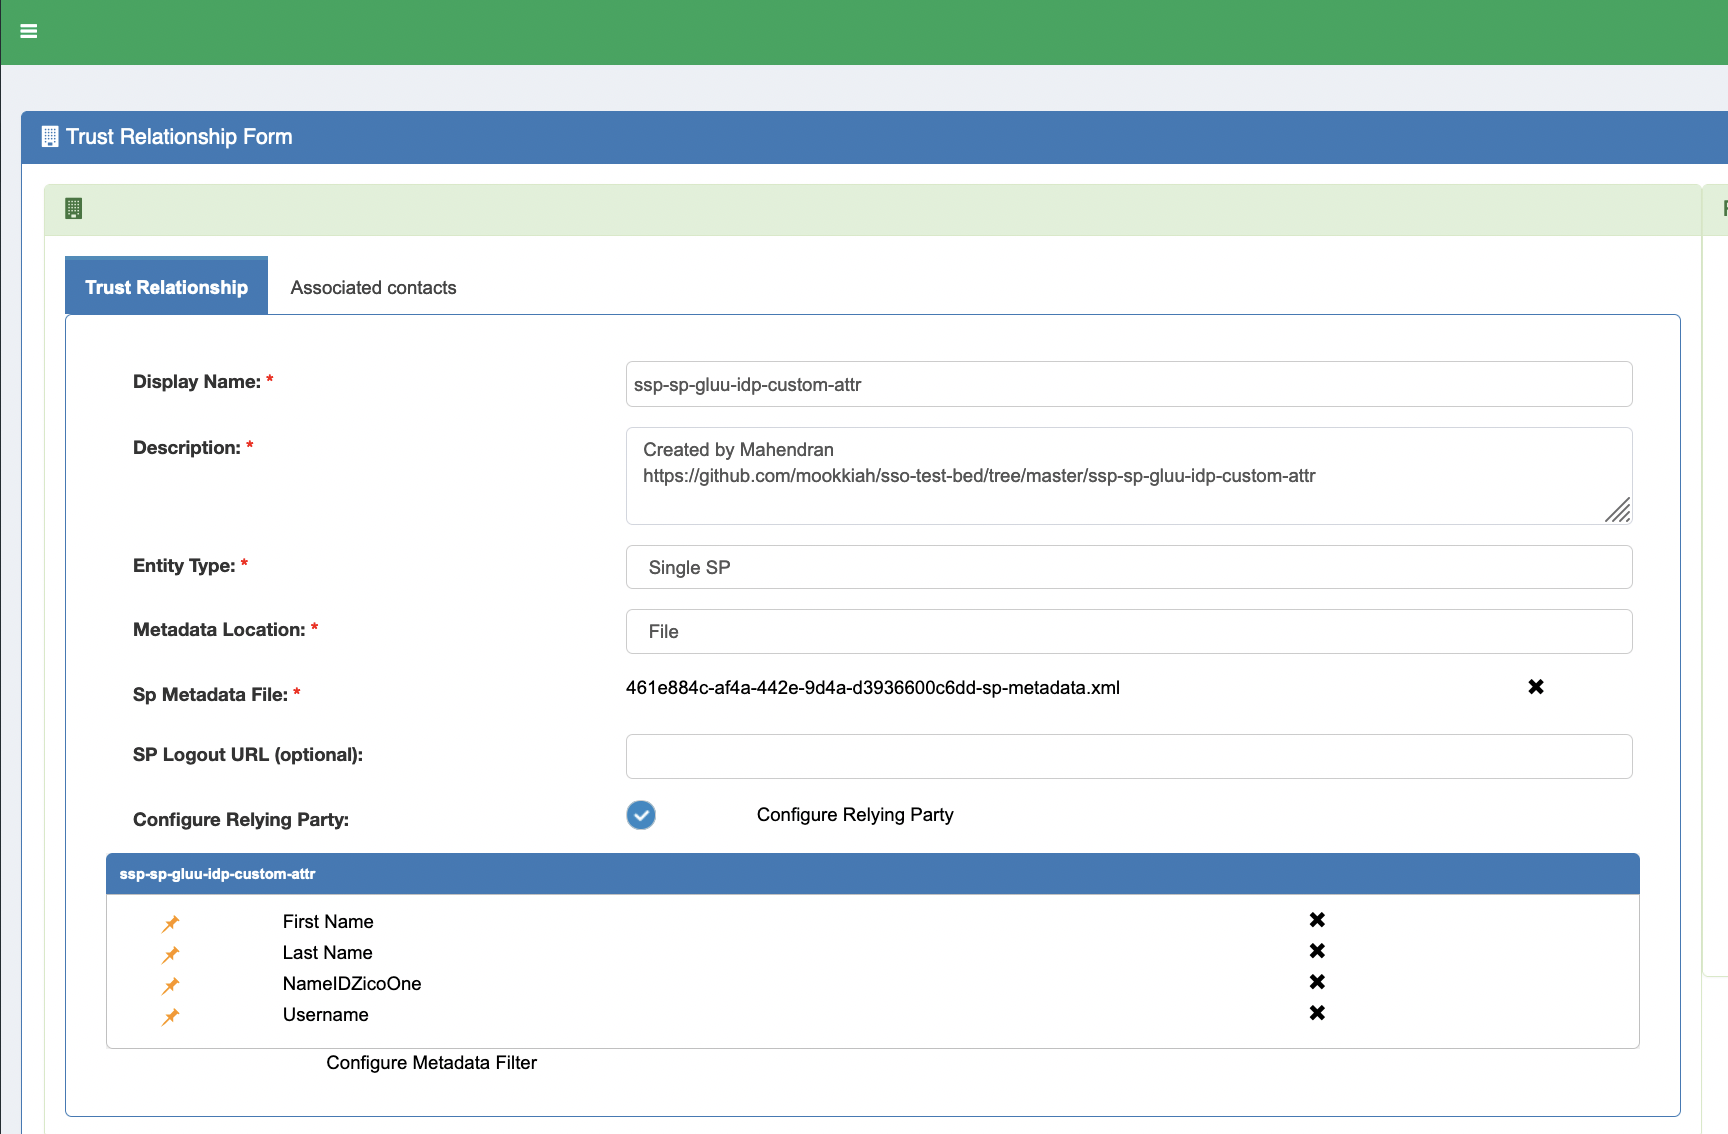 Trust Relationship Form
Trust Relationship
Associated contacts
Display Name: *
ssp-sp-gluu-idp-custom-attr
Description: *
Created by Mahendran
https://github.com/mookkiah/sso-test-bed/tree/master/ssp-sp-gluu-idp-custom-attr
Entity Type: *
Single SP
Metadata Location: *
File
Sp Metadata File: *
461e884c-af4a-442e-9d4a-d3936600c6dd-sp-metadata.xml
SP Logout URL (optional):
Configure Relying Party:
Configure Relying Party
ssp-sp-gluu-idp-custom-attr
First Name
Last Name
NameIDZicoOne
Username
Configure Metadata Filter